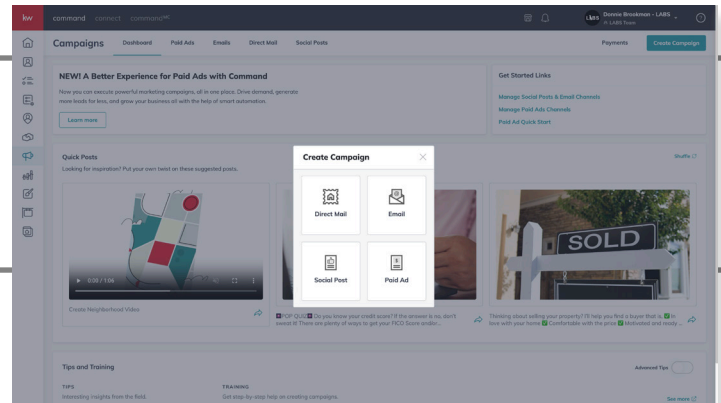 kw command connect command MC Donnie Brookman - LABS
LABS Team
Campaigns Dashboard Paid Ads Emails Direct Mail Social Posts Payments Create Campaign
NEW! A Better Experience for Paid Ads with Command
Now you can execute powerful marketing campaigns, all in one place. Drive demand, generate
more leads for less, and grow your business all with the help of smart automation.
Learn more
Get Started Links
Manage Social Posts & Email Channels
Manage Paid Ads Channels
Paid Ad Quick Start
Quick Posts
Looking for inspiration? Put your own twist on these suggested posts.
Shuffle
Create Campaign
Direct Mail
Email
Social Post
Paid Ad
SOLD
0:00 / 1:06
Create Neighborhood Video
POP QUIZ Do you know your credit score? If the answer is no, don't
sweat it! There are plenty of ways to get your FICO Score and/or...
Thinking about selling your property? I'll help you find a buyer that is: ✅ In
love with your home ✅ Comfortable with the price ✅ Motivated and ready ...
Tips and Training
Advanced Tips
TIPS
Interesting insights from the field.
TRAINING
Get step-by-step help on creating campaigns.
See more